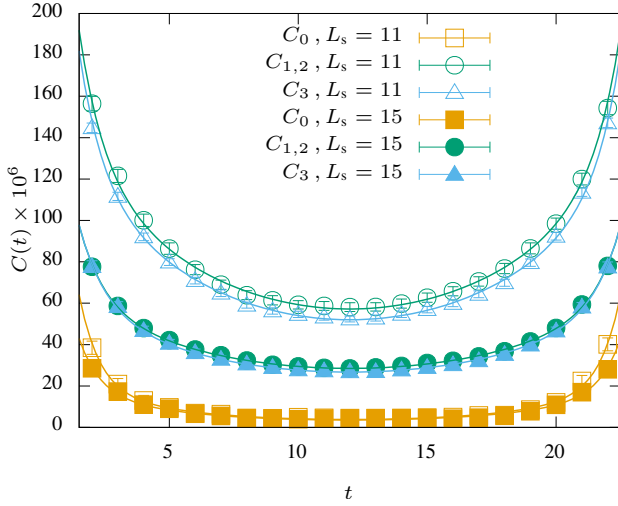 200
180
160
140
120
100
80
60
40
20
0
C(t) × 10⁶
C₀ , Lₛ = 11
C₁,₂ , Lₛ = 11
C₃ , Lₛ = 11
C₀ , Lₛ = 15
C₁,₂ , Lₛ = 15
C₃ , Lₛ = 15
5 10 15 20
t